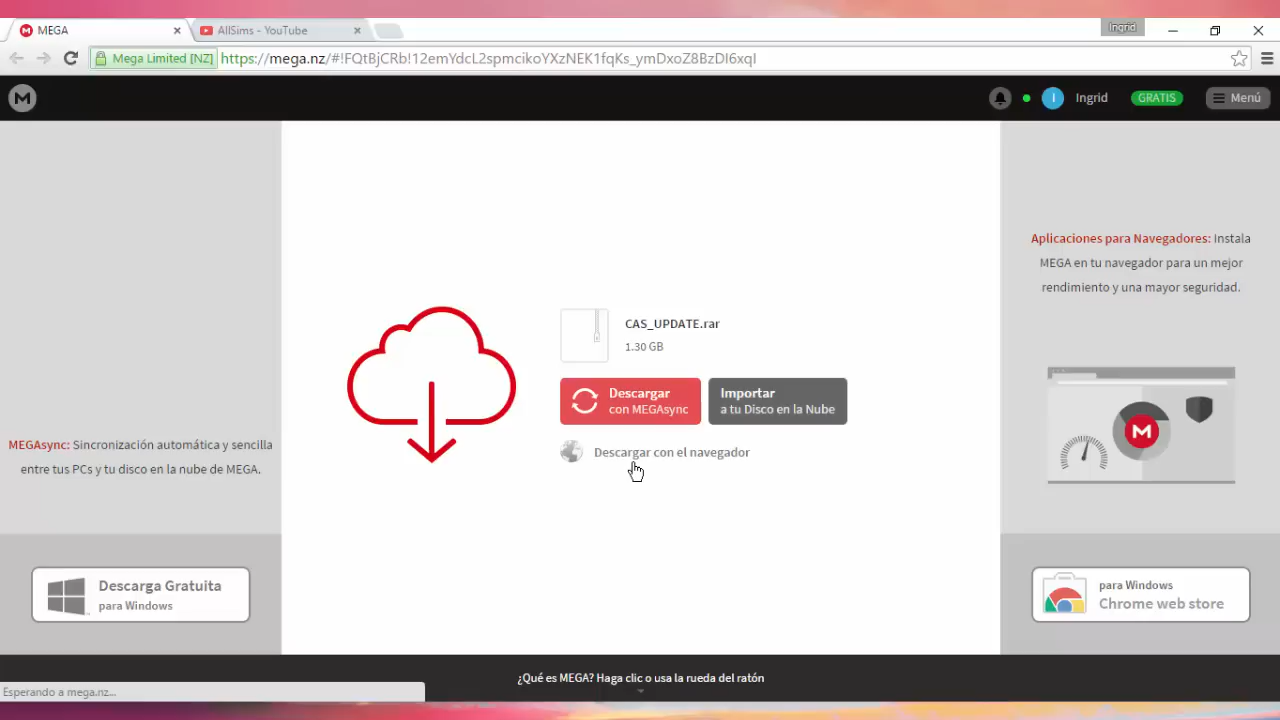 MEGA
AllSims - YouTube
Ingrid
Mega Limited [NZ]
https://mega.nz/#!FQtBjCRb!12emYdcL2spmcikoYXzNEK1fqKs_ymDxoZ8BzDI6xqI
M
I
Ingrid
GRATIS
Menú
Aplicaciones para Navegadores: Instala
MEGA en tu navegador para un mejor
rendimiento y una mayor seguridad.
CAS_UPDATE.rar
1.30 GB
Descargar
con MEGAsync
Importar
a tu Disco en la Nube
Descargar con el navegador
MEGAsync: Sincronización automática y sencilla
entre tus PCs y tu disco en la nube de MEGA.
M
Descarga Gratuita
para Windows
para Windows
Chrome web store
¿Qué es MEGA? Haga clic o usa la rueda del ratón
Esperando a mega.nz...